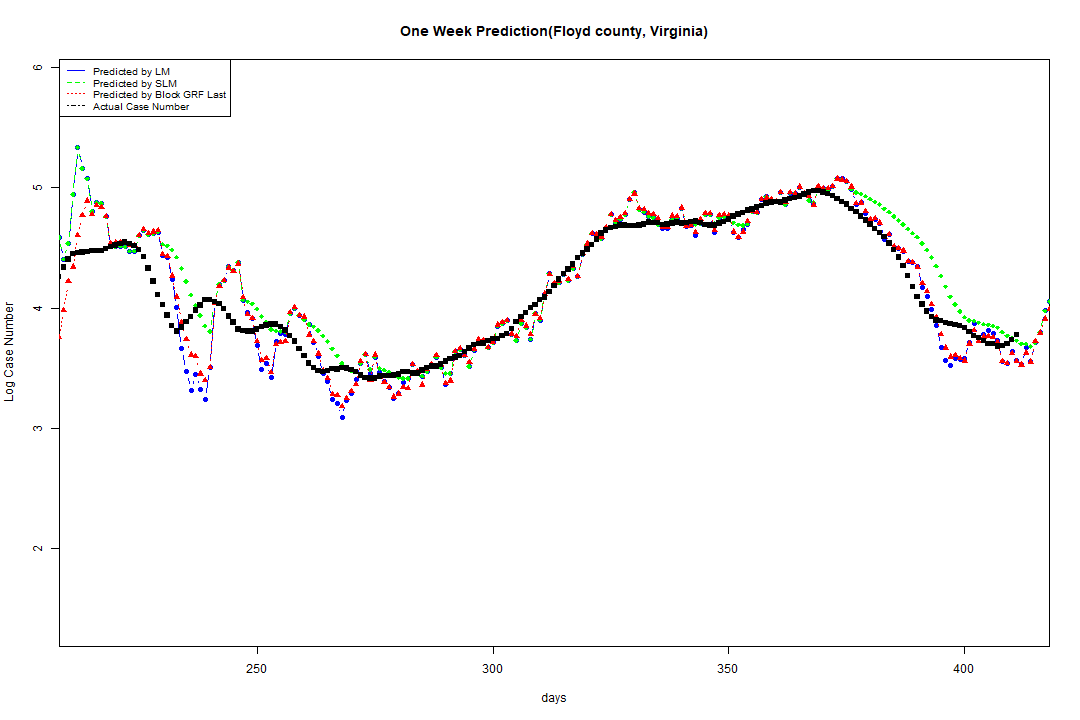 One Week Prediction(Floyd county, Virginia)
Predicted by LM
Predicted by SLM
Predicted by Block GRF Last
Actual Case Number
6
5
4
3
2
Log Case Number
250
300
350
400
days